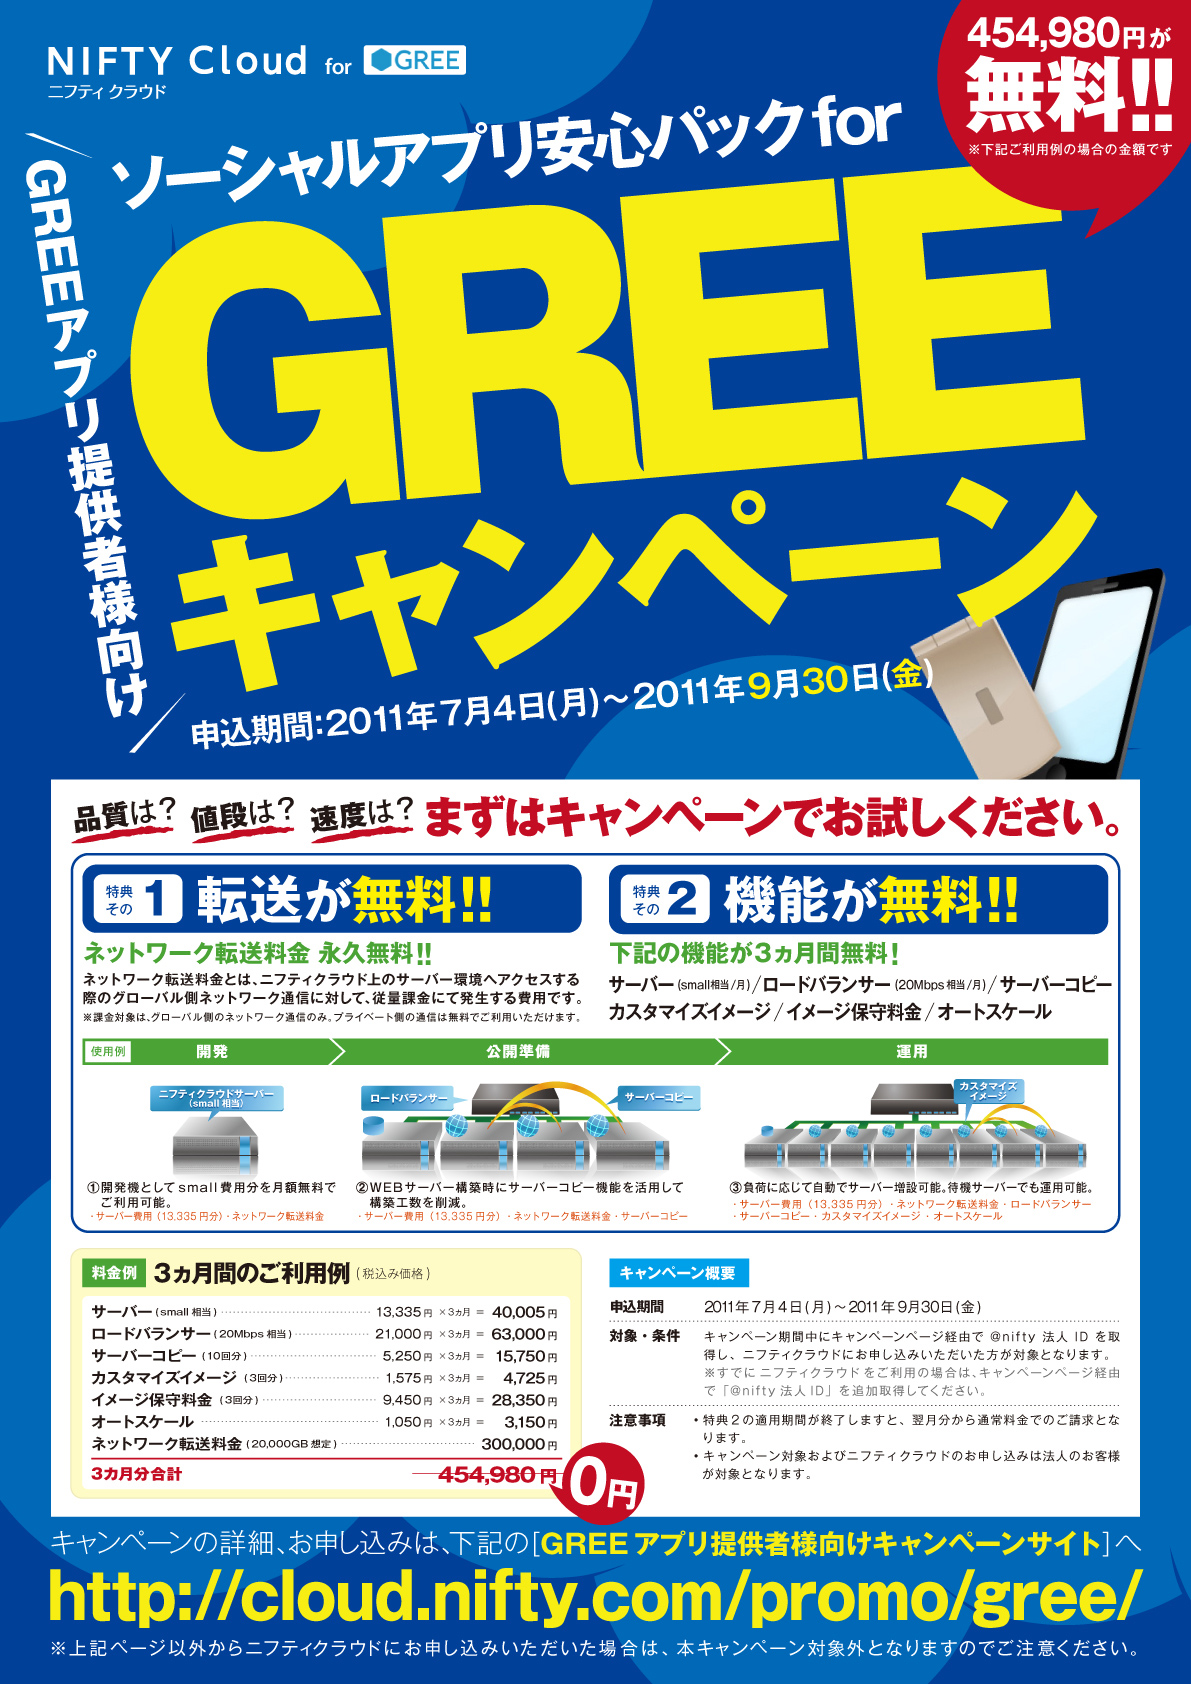 NIFTY Cloud for GREE
ニフティ クラウド
454,980円が
無料!!
※下記ご利用例の場合の金額です
GREEアプリ提供者様向け
ソーシャルアプリ安心パック for
GREE
キャンペーン
申込期間:2011年7月4日(月)~2011年9月30日(金)
品質は? 値段は? 速度は? まずはキャンペーンでお試しください。
特典その1 転送が無料!!
ネットワーク転送料金 永久無料!!
ネットワーク転送料金とは、ニフティクラウド上のサーバー環境へアクセスする
際のグローバル側ネットワーク通信に対して、従量課金にて発生する費用です。
※課金対象は、グローバル側のネットワーク通信のみ。プライベート側の通信は無料でご利用いただけます。
特典その2 機能が無料!!
下記の機能が3ヵ月間無料!
サーバー(small相当/月)/ロードバランサー(20Mbps相当/月)/サーバーコピー
カスタマイズイメージ/イメージ保守料金/オートスケール
使用例 開発 公開準備 運用
ニフティクラウドサーバー
(small 相当)
ロードバランサー
サーバーコピー
カスタマイズ
イメージ
①開発機としてsmall費用分を月額無料で
ご利用可能。
・サーバー費用(13,335円分)・ネットワーク転送料金
②WEBサーバー構築時にサーバーコピー機能を活用して
構築工数を削減。
・サーバー費用(13,335円分)・ネットワーク転送料金・サーバーコピー
③負荷に応じて自動でサーバー増設可能。待機サーバーでも運用可能。
・サーバー費用(13,335円分)・ネットワーク転送料金・ロードバランサー
・サーバーコピー・カスタマイズイメージ・オートスケール
料金例 3ヵ月間のご利用例(税込み価格)
サーバー(small 相当) 13,335円 ×3ヵ月 = 40,005円
ロードバランサー(20Mbps 相当) 21,000円 ×3ヵ月 = 63,000円
サーバーコピー(10回分) 5,250円 ×3ヵ月 = 15,750円
カスタマイズイメージ(3回分) 1,575円 ×3ヵ月 = 4,725円
イメージ保守料金(3回分) 9,450円 ×3ヵ月 = 28,350円
オートスケール 1,050円 ×3ヵ月 = 3,150円
ネットワーク転送料金(20,000GB 想定) 300,000円
3カ月分合計 454,980円
0円
キャンペーン概要
申込期間 2011年7月4日(月)~2011年9月30日(金)
対象・条件 キャンペーン期間中にキャンペーンページ経由で @nifty 法人 ID を取
得し、ニフティクラウドにお申し込みいただいた方が対象となります。
※すでに ニフティクラウド をご利用の場合は、キャンペーンページ経由
で「@nifty 法人ID」を追加取得してください。
注意事項 ・特典2の適用期間が終了しますと、翌月分から通常料金でのご請求とな
ります。
・キャンペーン対象およびニフティクラウドのお申し込みは法人のお客様
が対象となります。
キャンペーンの詳細、お申し込みは、下記の[GREE アプリ提供者様向けキャンペーンサイト]へ
http://cloud.nifty.com/promo/gree/
※上記ページ以外からニフティクラウドにお申し込みいただいた場合は、本キャンペーン対象外となりますのでご注意ください。